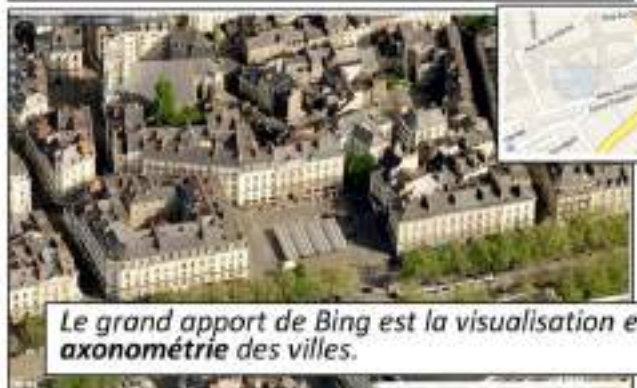 Le grand apport de Bing est la visualisation e
axonométrie des villes.